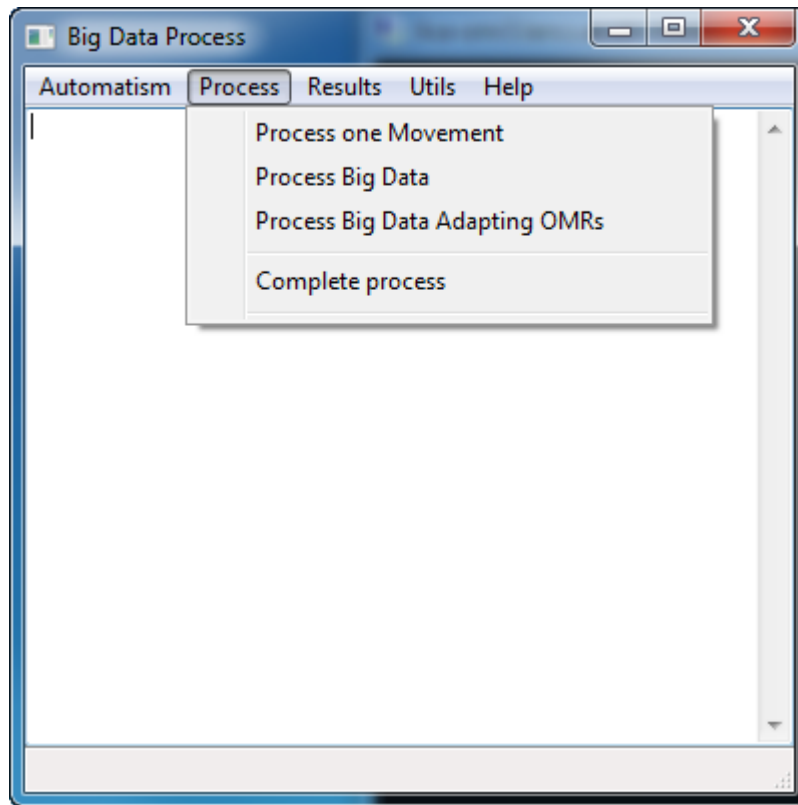 Big Data Process
Automatism Process Results Utils Help
Process one Movement
Process Big Data
Process Big Data Adapting OMRs
Complete process